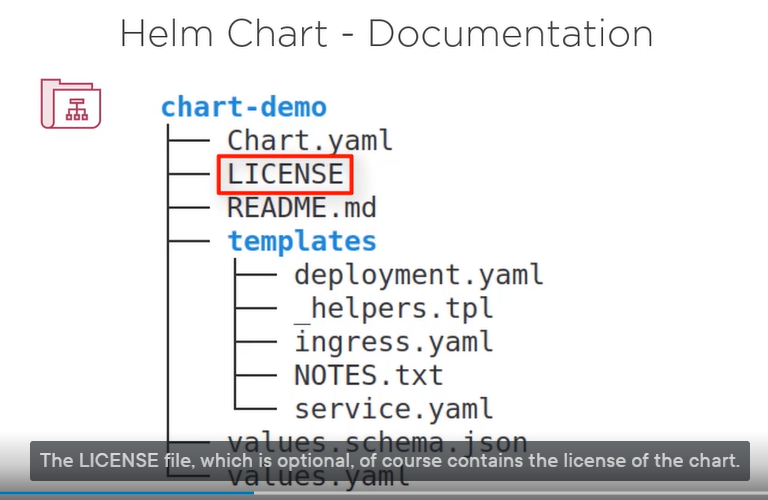 Helm Chart - Documentation
chart-demo
Chart.yaml
LICENSE
README.md
templates
deployment.yaml
_helpers.tpl
ingress.yaml
NOTES.txt
service.yaml
values.schema.json
The LICENSE file, which is optional, of course contains the license of the chart.
values.yaml